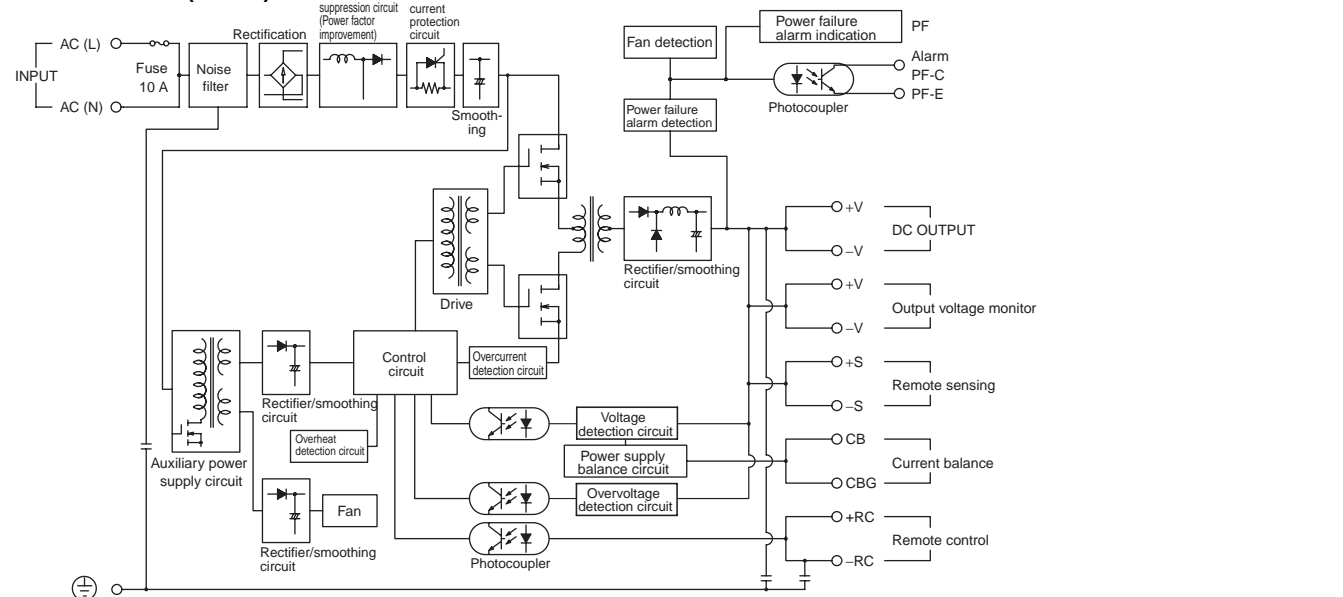 suppression circuit
(Power factor
improvement)
current
protection
circuit
Rectification
AC (L)
INPUT
Fuse
10 A
Noise
filter
AC (N)
Smooth-
ing
Fan detection
Power failure
alarm indication
PF
Alarm
PF-C
PF-E
Photocoupler
Power failure
alarm detection
Drive
Rectifier/smoothing
circuit
+V
DC OUTPUT
–V
+V
Output voltage monitor
–V
+S
Remote sensing
–S
CB
Current balance
CBG
+RC
Remote control
–RC
Control
circuit
Overcurrent
detection circuit
Rectifier/smoothing
circuit
Overheat
detection circuit
Auxiliary power
supply circuit
Voltage
detection circuit
Power supply
balance circuit
Overvoltage
detection circuit
Fan
Rectifier/smoothing
circuit
Photocoupler